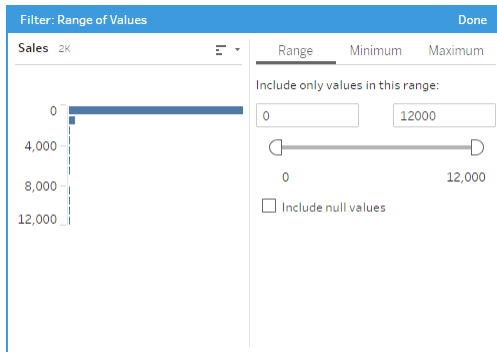 Filter: Range of Values Done
Sales 2K
Range Minimum Maximum
Include only values in this range:
0 12000
0 12,000
Include null values
0
4,000
8,000
12,000